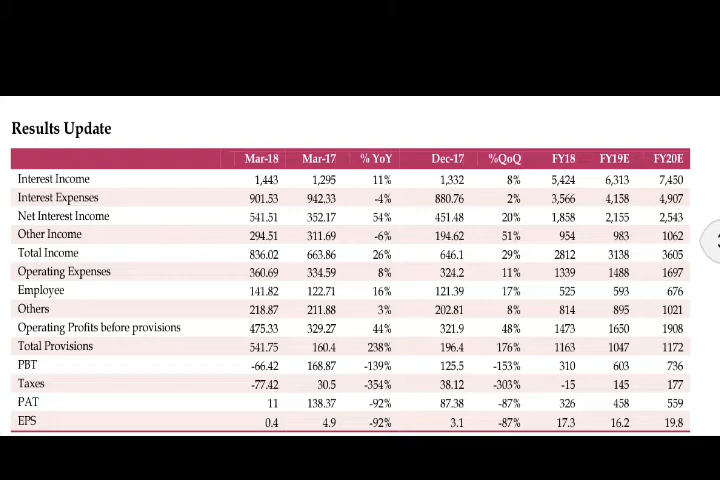 Results Update
Mar-18 Mar-17 % YoY Dec-17 %QoQ FY18 FY19E FY20E
Interest Income 1,443 1,295 11% 1,332 8% 5,424 6,313 7,450
Interest Expenses 901.53 942.33 -4% 880.76 2% 3,566 4,158 4,907
Net Interest Income 541.51 352.17 54% 451.48 20% 1,858 2,155 2,543
Other Income 294.51 311.69 -6% 194.62 51% 954 983 1062
Total Income 836.02 663.86 26% 646.1 29% 2812 3138 3605
Operating Expenses 360.69 334.59 8% 324.2 11% 1339 1488 1697
Employee 141.82 122.71 16% 121.39 17% 525 593 676
Others 218.87 211.88 3% 202.81 8% 814 895 1021
Operating Profits before provisions 475.33 329.27 44% 321.9 48% 1473 1650 1908
Total Provisions 541.75 160.4 238% 196.4 176% 1163 1047 1172
PBT -66.42 168.87 -139% 125.5 -153% 310 603 736
Taxes -77.42 30.5 -354% 38.12 -303% -15 145 177
PAT 11 138.37 -92% 87.38 -87% 326 458 559
EPS 0.4 4.9 -92% 3.1 -87% 17.3 16.2 19.8